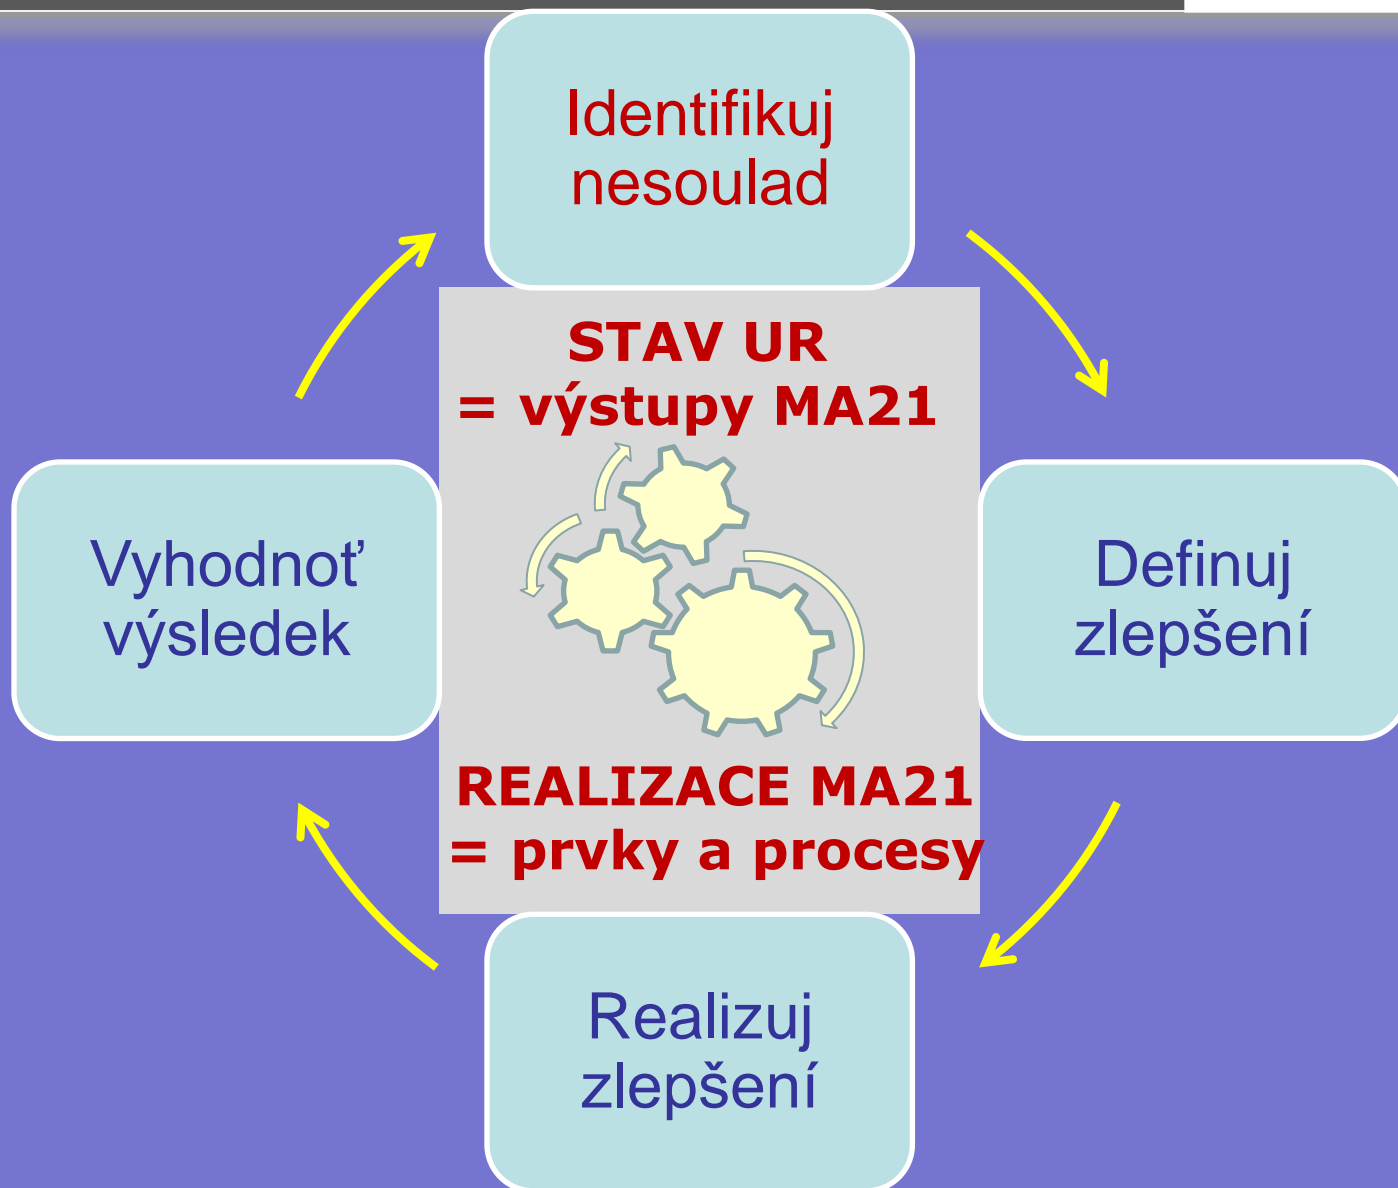 Identifikuj
nesoulad
STAV UR
= výstupy MA21
Vyhodnoť
výsledek
Definuj
zlepšení
REALIZACE MA21
= prvky a procesy
Realizuj
zlepšení